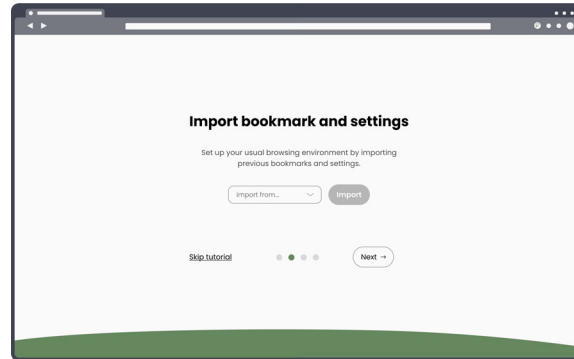 Import bookmark and settings
Set up your usual browsing environment by importing
previous bookmarks and settings.
import from...
Import
Skip tutorial
Next →